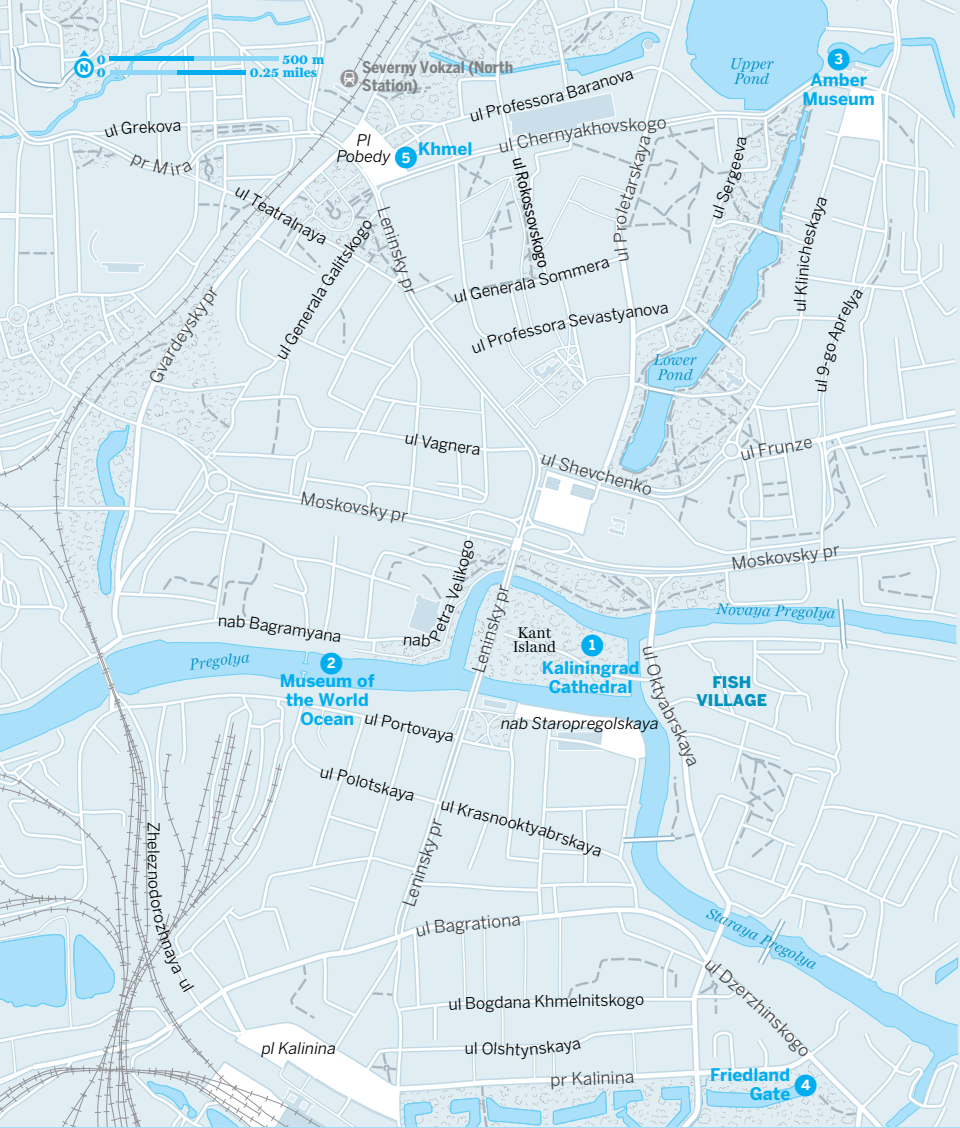 0 500 m
N
0 0.25 miles
Severny Vokzal (North
Station)
Upper
Pond
3
Amber
Museum
ul Professora Baranova
ul Grekova
ul Chernyakhovskogo
Pl
Pobedy
5 Khmel
pr Mira
ul Teatralnaya
ul Rokossovskogo
ul Proletarskaya
ul Sergeeva
Leninsky pr
ul Generala Galitskogo
ul Klinicheskaya
ul Generala Sommera
Gvardeysky pr
ul Professora Sevastyanova
ul 9-go Aprelya
Lower
Pond
ul Vagnera
ul Frunze
ul Shevchenko
Moskovsky pr
Moskovsky pr
nab Petra Velikogo
Leninsky pr
Novaya Pregolya
nab Bagramyana
Kant
Island
1
Kaliningrad
Cathedral
Pregolya
2
Museum of
the World
Ocean
ul Oktyabrskaya
FISH
VILLAGE
ul Portovaya
nab Staropregolskaya
ul Polotskaya
ul Krasnooktyabrskaya
Zheleznodorozhnaya ul
Leninsky pr
ul Bagrationa
Staraya Pregolya
ul Dzerzhinskogo
ul Bogdana Khmelnitskogo
pl Kalinina
ul Olshtynskaya
pr Kalinina
Friedland
Gate
4